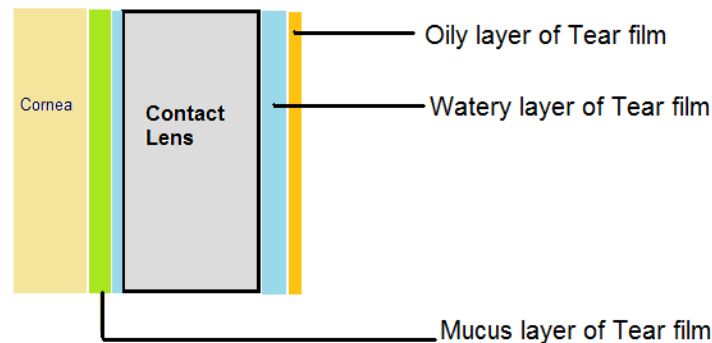 Oily layer of Tear film
Cornea
Contact
Lens
Watery layer of Tear film
Mucus layer of Tear film